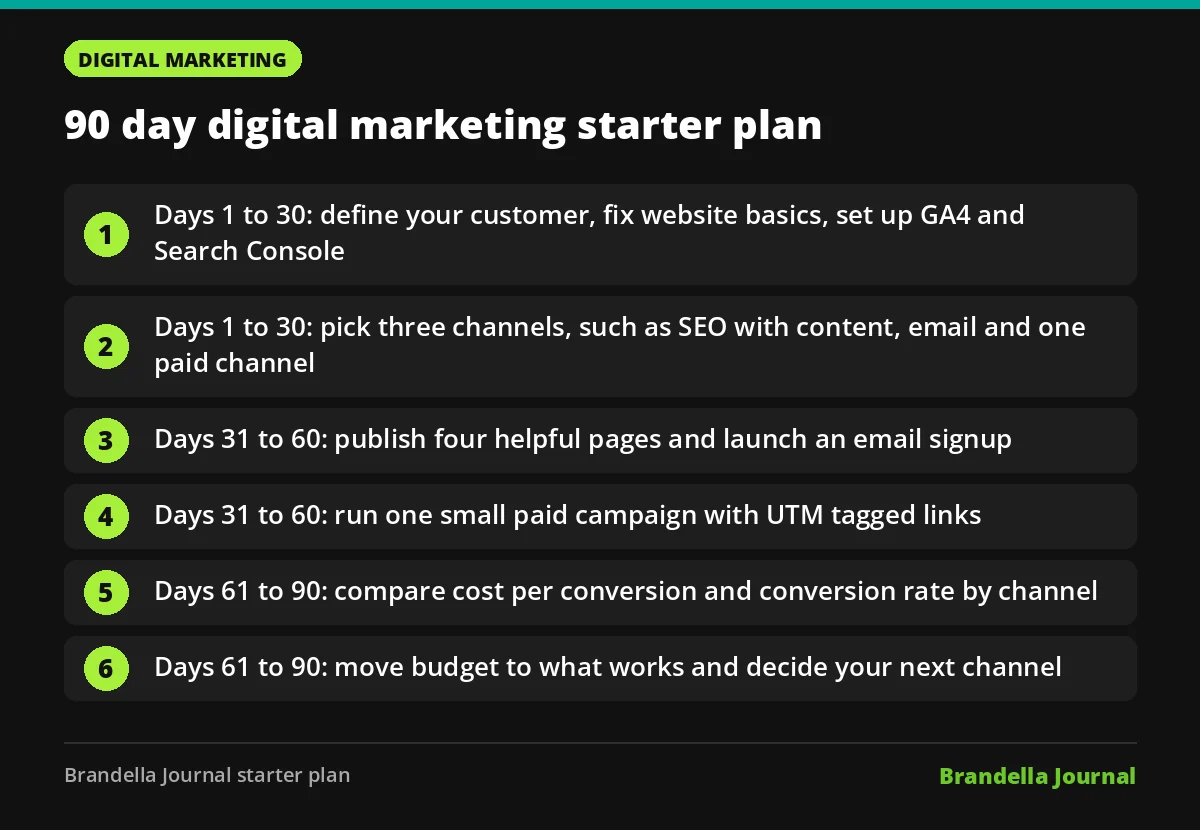 DIGITAL MARKETING
90 day digital marketing starter plan
1
Days 1 to 30: define your customer, fix website basics, set up GA4 and
Search Console
2
Days 1 to 30: pick three channels, such as SEO with content, email and one
paid channel
3
Days 31 to 60: publish four helpful pages and launch an email signup
4
Days 31 to 60: run one small paid campaign with UTM tagged links
5
Days 61 to 90: compare cost per conversion and conversion rate by channel
6
Days 61 to 90: move budget to what works and decide your next channel
Brandella Journal starter plan
Brandella Journal